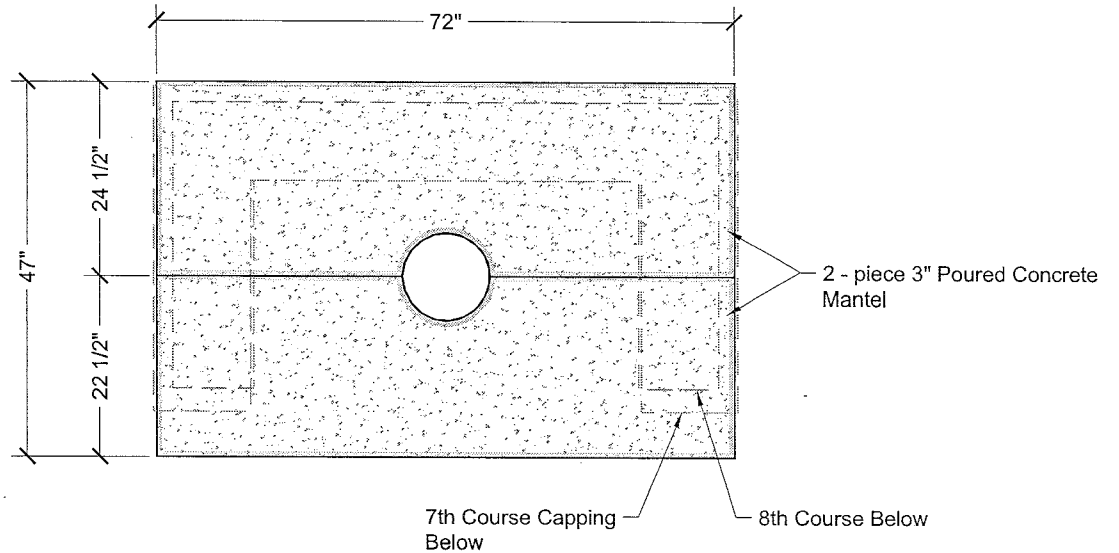 72"
24 1/2"
47"
22 1/2"
2 - piece 3" Poured Concrete
Mantel
7th Course Capping
Below
8th Course Below